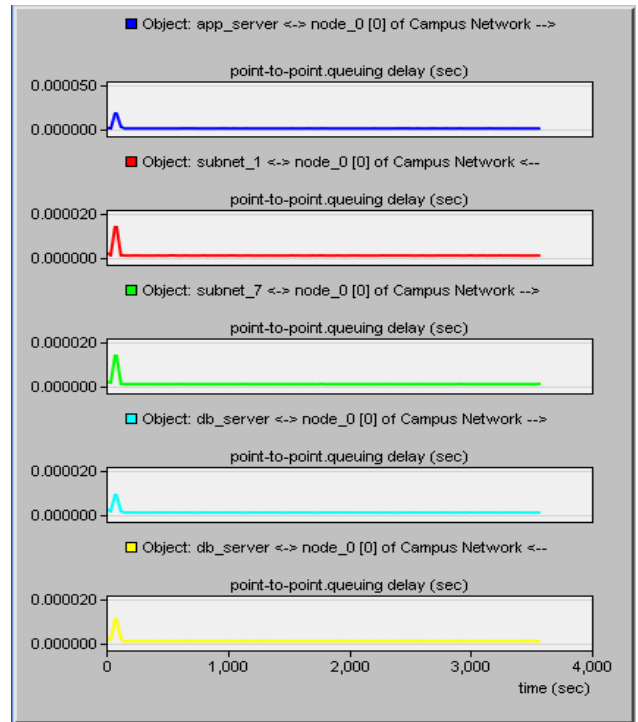 Object: app_server <-> node_0 [0] of Campus Network -->
point-to-point.queuing delay (sec)
0.000050
0.000000
Object: subnet_1 <-> node_0 [0] of Campus Network <--
point-to-point.queuing delay (sec)
0.000020
0.000000
Object: subnet_7 <-> node_0 [0] of Campus Network -->
point-to-point.queuing delay (sec)
0.000020
0.000000
Object: db_server <-> node_0 [0] of Campus Network -->
point-to-point.queuing delay (sec)
0.000020
0.000000
Object: db_server <-> node_0 [0] of Campus Network <--
point-to-point.queuing delay (sec)
0.000020
0.000000
0 1,000 2,000 3,000 4,000
time (sec)